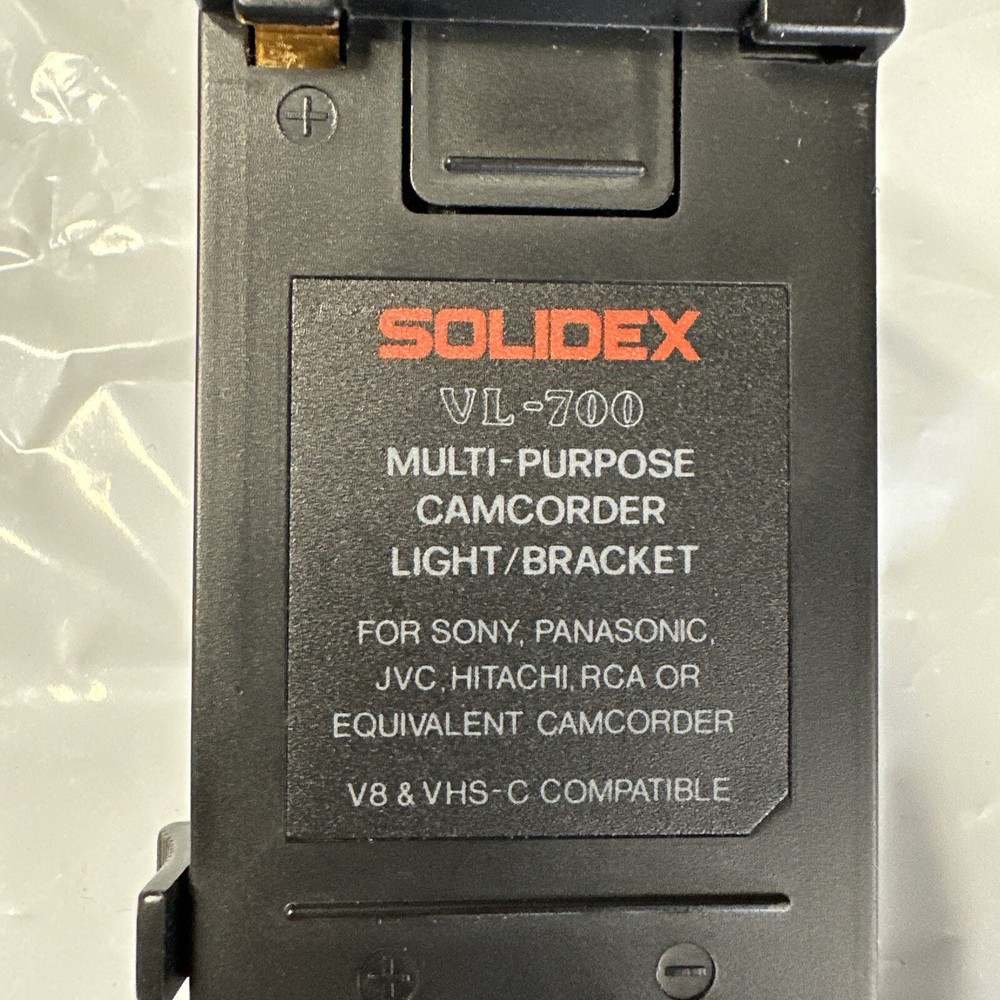 +
SOLIDEX
VL-700
MULTI-PURPOSE
CAMCORDER
LIGHT/BRACKET
FOR SONY, PANASONIC,
JVC, HITACHI, RCA OR
EQUIVALENT CAMCORDER
V8 & VHS-C COMPATIBLE
+ −